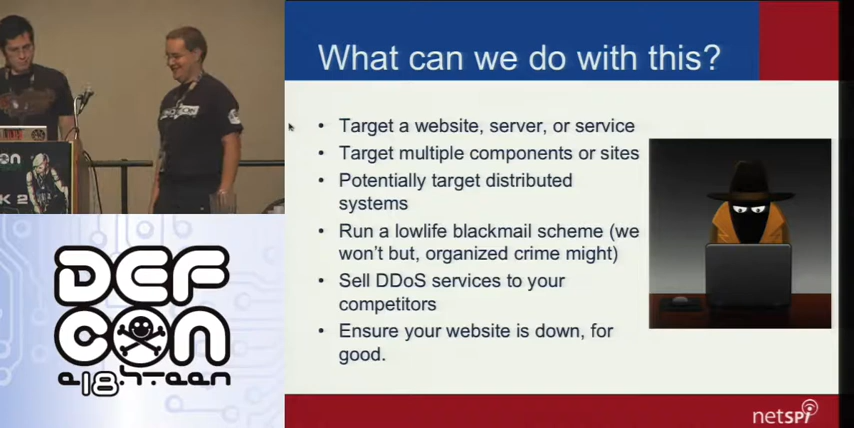 What can we do with this?
• Target a website, server, or service
• Target multiple components or sites
• Potentially target distributed
systems
• Run a lowlife blackmail scheme (we
won't but, organized crime might)
• Sell DDoS services to your
competitors
• Ensure your website is down, for
good.
DEF
CON
e18h-teen
netSPI